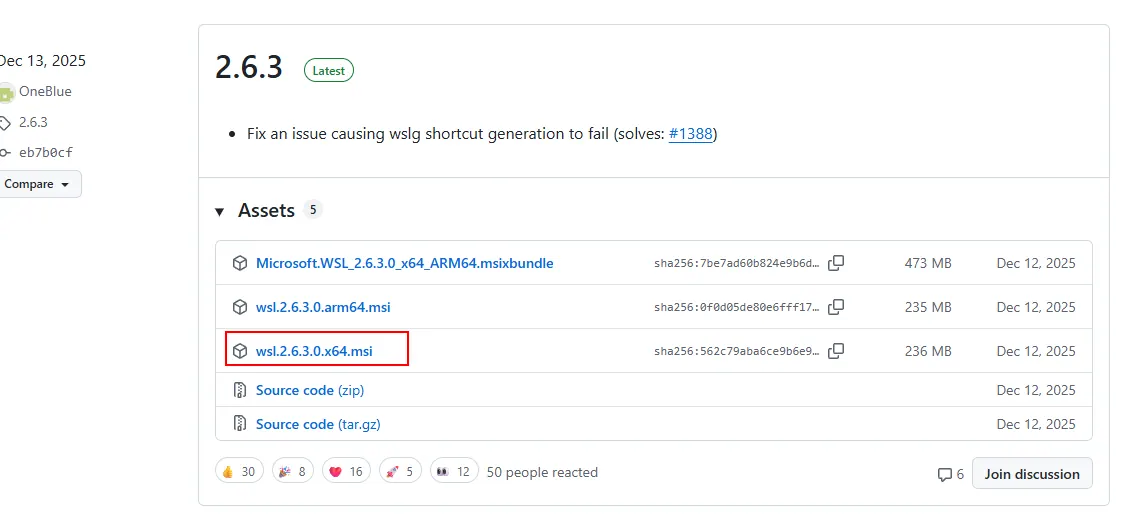 Dec 13, 2025
OneBlue
2.6.3
eb7b0cf
Compare
2.6.3 Latest
Fix an issue causing wslg shortcut generation to fail (solves: #1388)
Assets 5
Microsoft.WSL_2.6.3.0_x64_ARM64.msixbundle sha256:7be7ad60b824e9b6d… 473 MB Dec 12, 2025
wsl.2.6.3.0.arm64.msi sha256:0f0d05de80e6fff17… 235 MB Dec 12, 2025
wsl.2.6.3.0.x64.msi sha256:562c79aba6ce9b6e9… 236 MB Dec 12, 2025
Source code (zip) Dec 12, 2025
Source code (tar.gz) Dec 12, 2025
30 8 16 5 12 50 people reacted 6 Join discussion